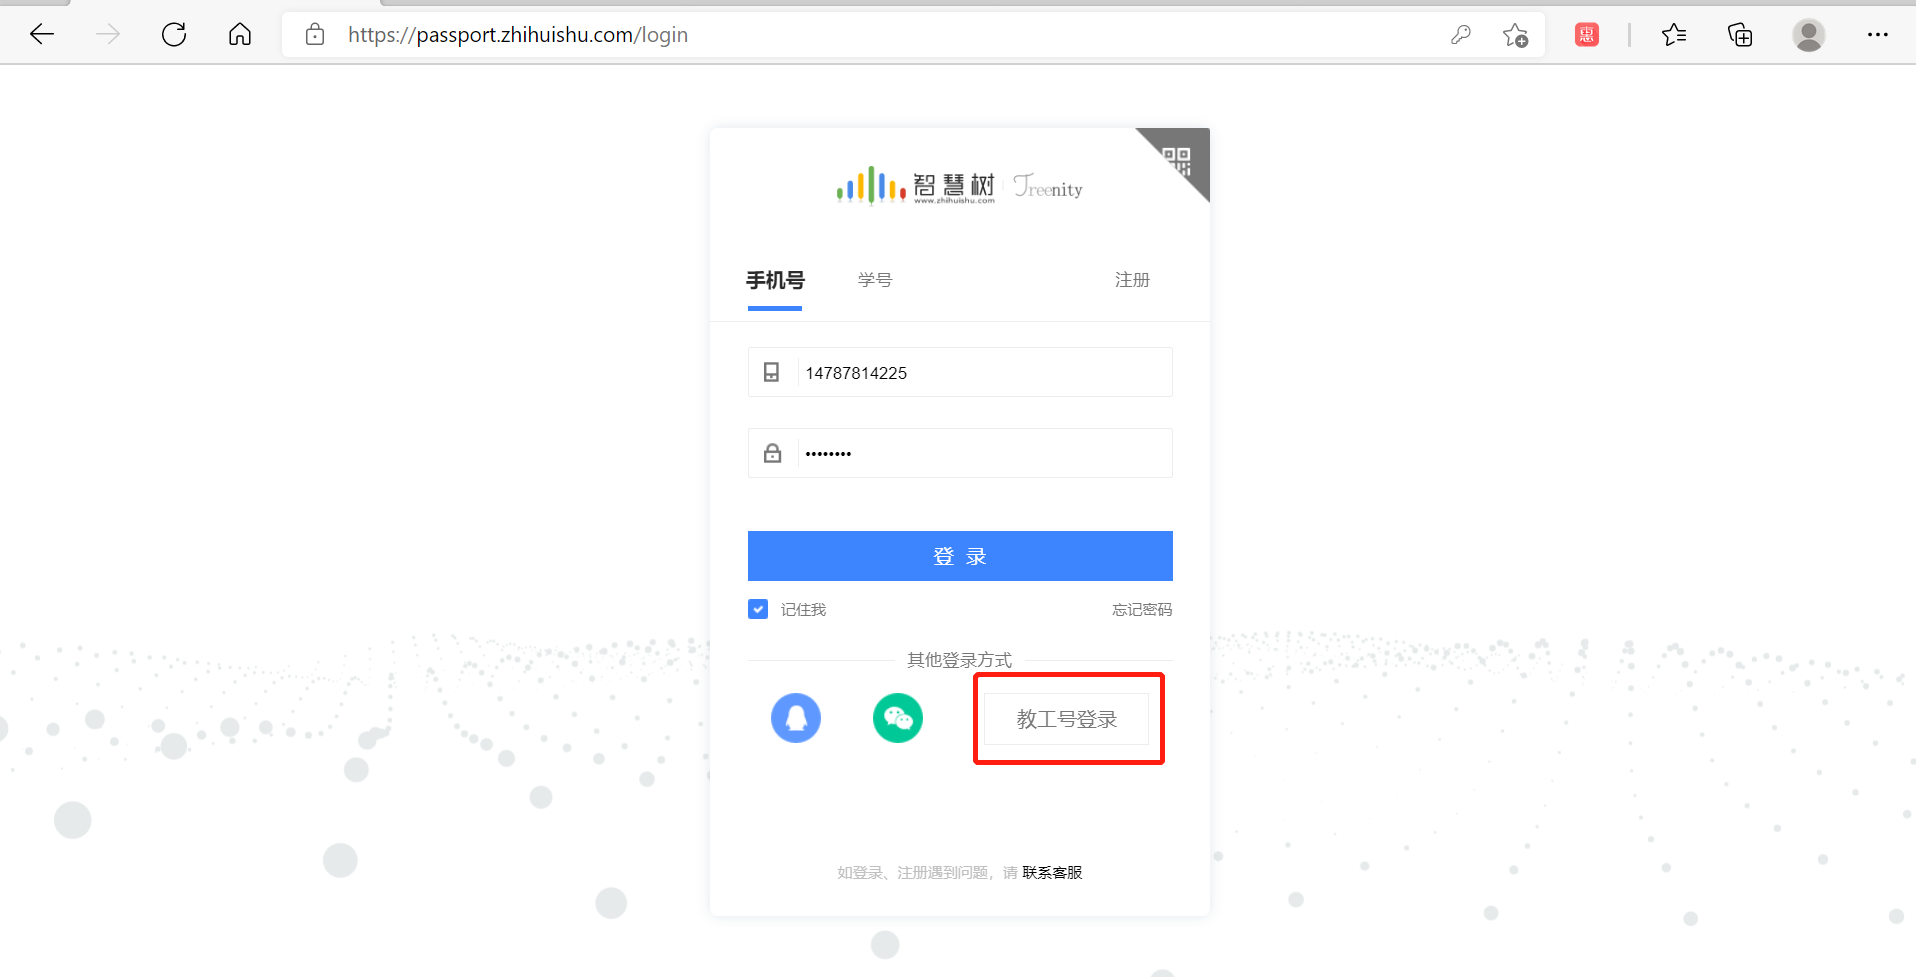 https://passport.zhihuishu.com/login
惠
智慧树 Treenity
www.zhihuishu.com
手机号 学号 注册
14787814225
••••••••
登 录
记住我 忘记密码
其他登录方式
教工号登录
如登录、注册遇到问题，请 联系客服